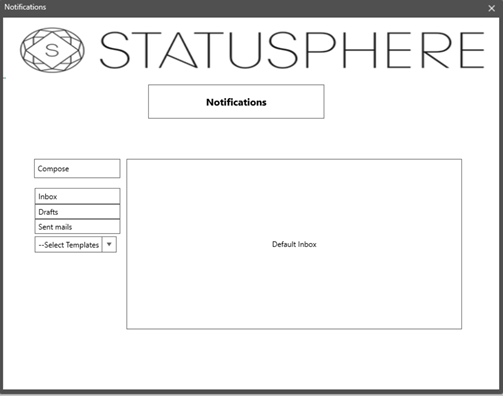 Notifications
S STATUSPHERE
Notifications
Compose
Inbox
Drafts
Sent mails
--Select Templates
Default Inbox